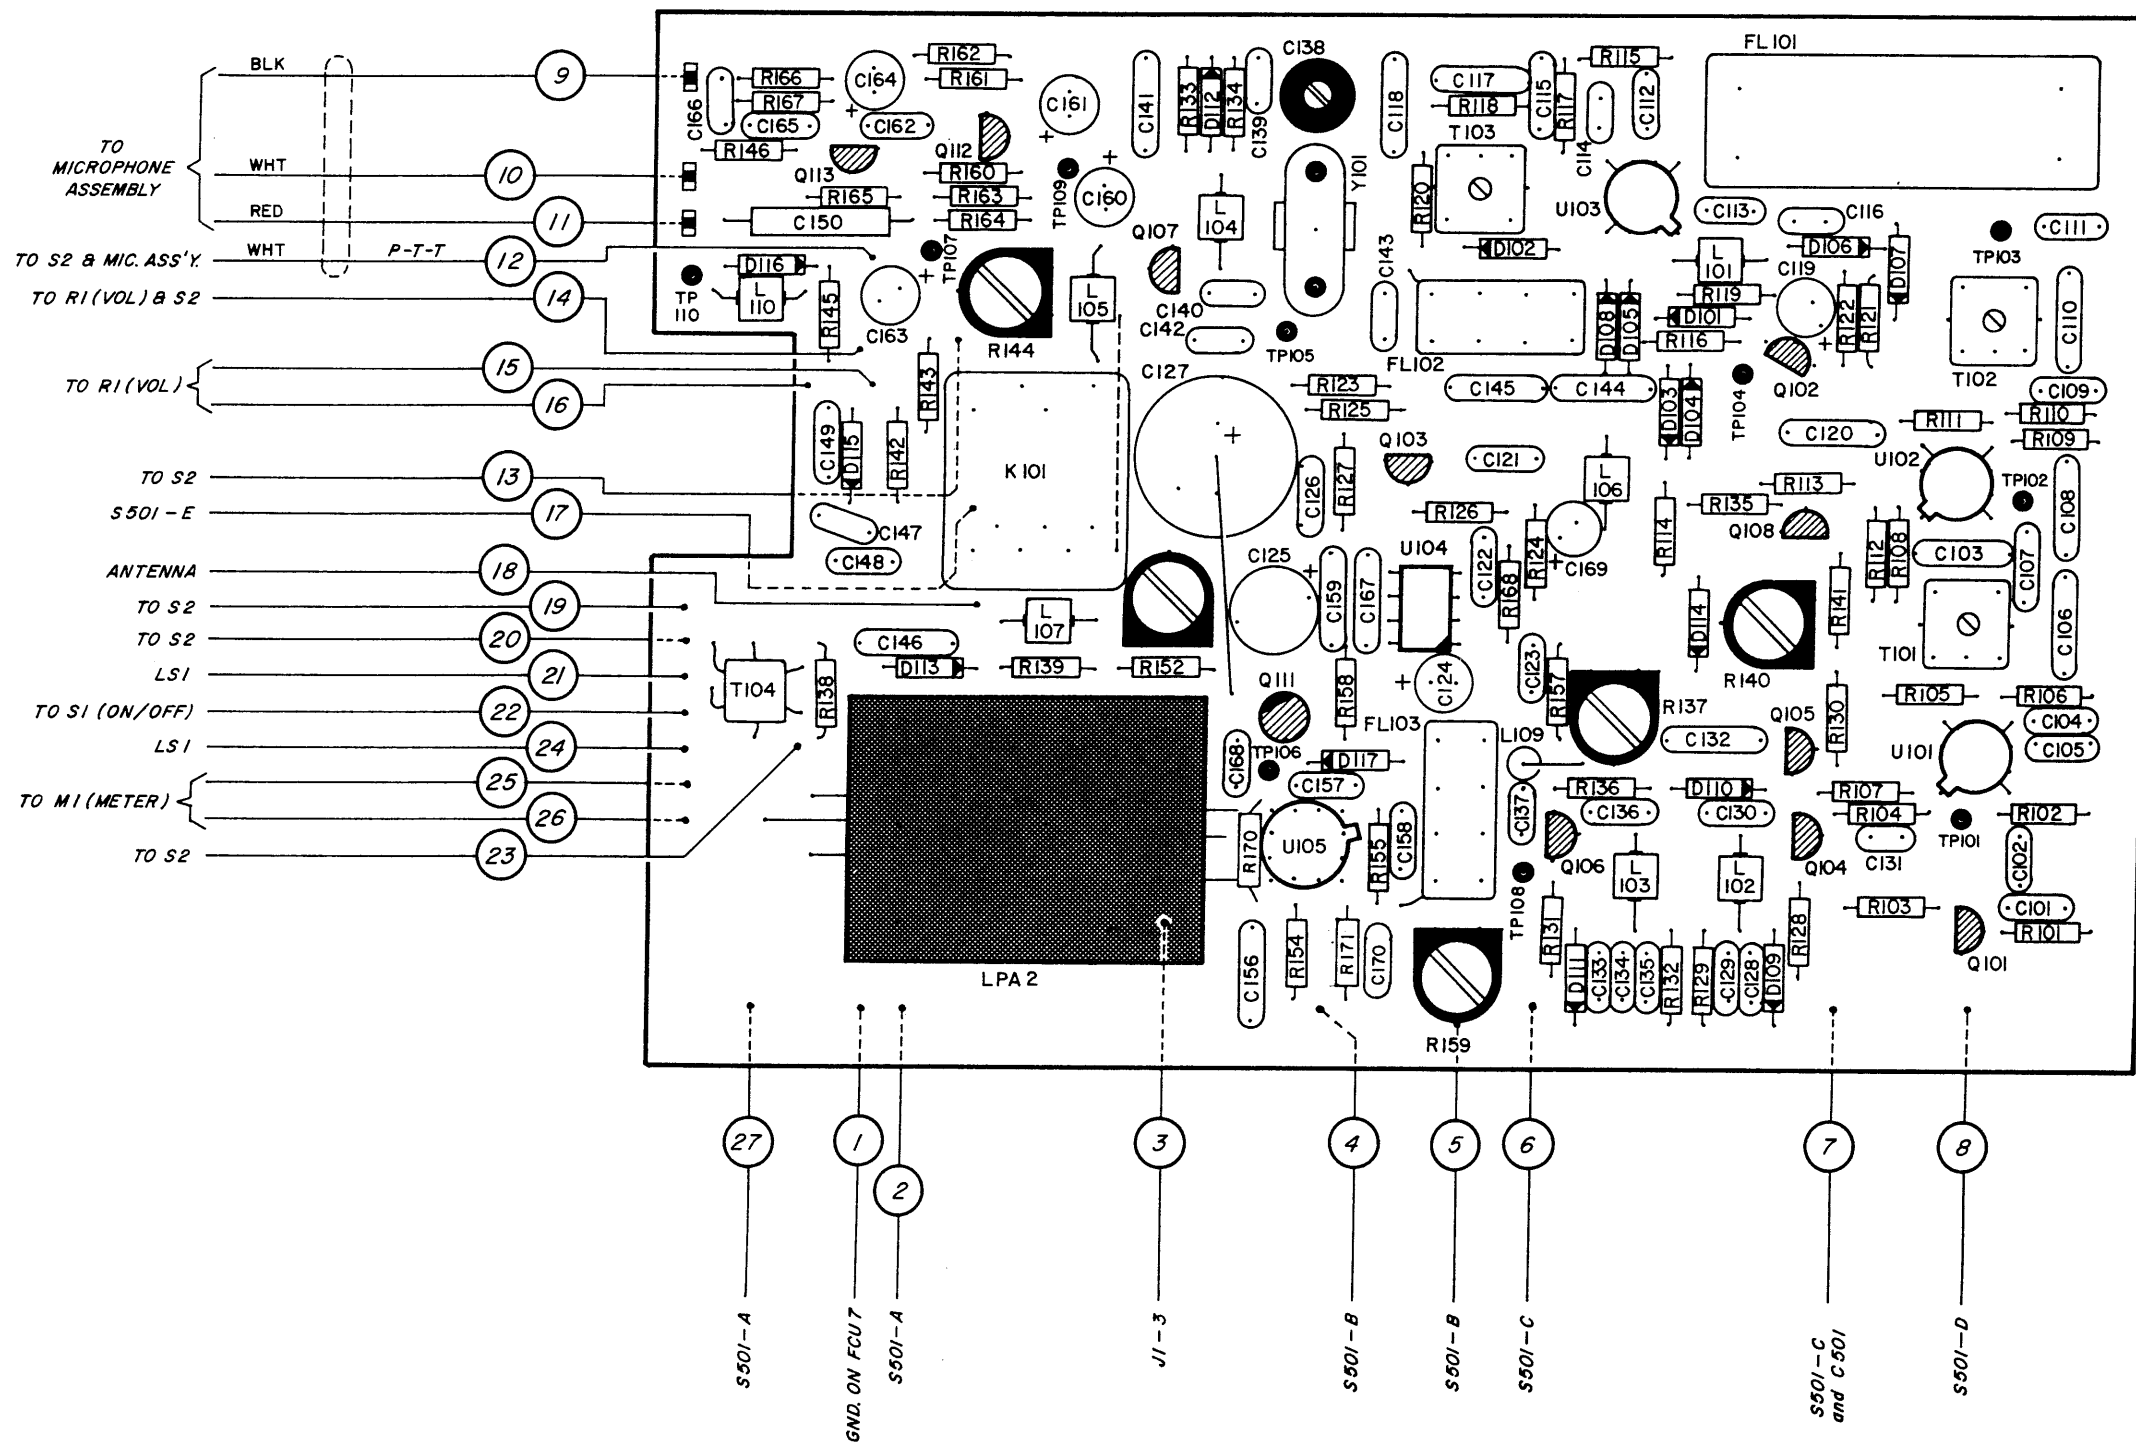 BLK
9
TO
MICROPHONE
ASSEMBLY
WHT
10
RED
11
TO S2 & MIC. ASS'Y.
WHT
P-T-T
12
TO R1 (VOL) & S2
14
15
TO R1 (VOL)
16
TO S2
13
S501-E
17
ANTENNA
18
TO S2
19
TO S2
20
LS1
21
TO S1 (ON/OFF)
22
LS1
24
25
TO M1 (METER)
26
TO S2
23
R162
R161
R166
R167
C164
C166
C165
C162
R146
Q113
Q112
R160
R165
R163
R164
C150
C161
TP109
C160
TP107
D116
L
110
TP
110
R145
C163
R144
L
105
R143
C141
R133
D112
R134
C139
C138
Y101
L
104
Q107
C140
C142
TP105
C118
C117
R118
C115
R117
R115
C114
C112
FL101
T103
R120
U103
C113
C116
C111
D102
D106
D107
TP103
C143
FL102
L
101
C119
R119
D101
R116
D108
D105
R122
R121
C110
T102
Q102
C109
C127
R123
R125
C145
C144
D103
D104
TP104
C120
R111
R110
R109
U102
TP102
C108
K101
C149
D115
R142
C147
C148
C126
R127
Q103
C121
L
106
R126
R124
C169
R114
R113
R135
Q108
R112
R108
C103
C107
C106
T101
C125
C159
C167
U104
C122
R168
D114
R140
R141
L
107
C146
D113
R139
R152
T104
R138
Q111
R158
C124
C123
R157
R137
R130
R105
R106
C104
C105
U101
FL103
L109
C132
Q105
C168
TP106
D117
C157
R136
C136
D110
C130
R107
R104
R102
C137
Q106
Q104
C131
TP101
C102
R170
U105
R155
C158
L
103
L
102
TP108
R103
C101
R101
Q101
LPA2
C156
R154
R171
C170
R159
R131
D111
C133
C134
C135
R132
R129
C129
C128
D109
R128
27
1
2
3
4
5
6
7
8
S501-A
GND. ON FCU7
S501-A
J1-3
S501-B
S501-B
S501-C
S501-C
and C501
S501-D